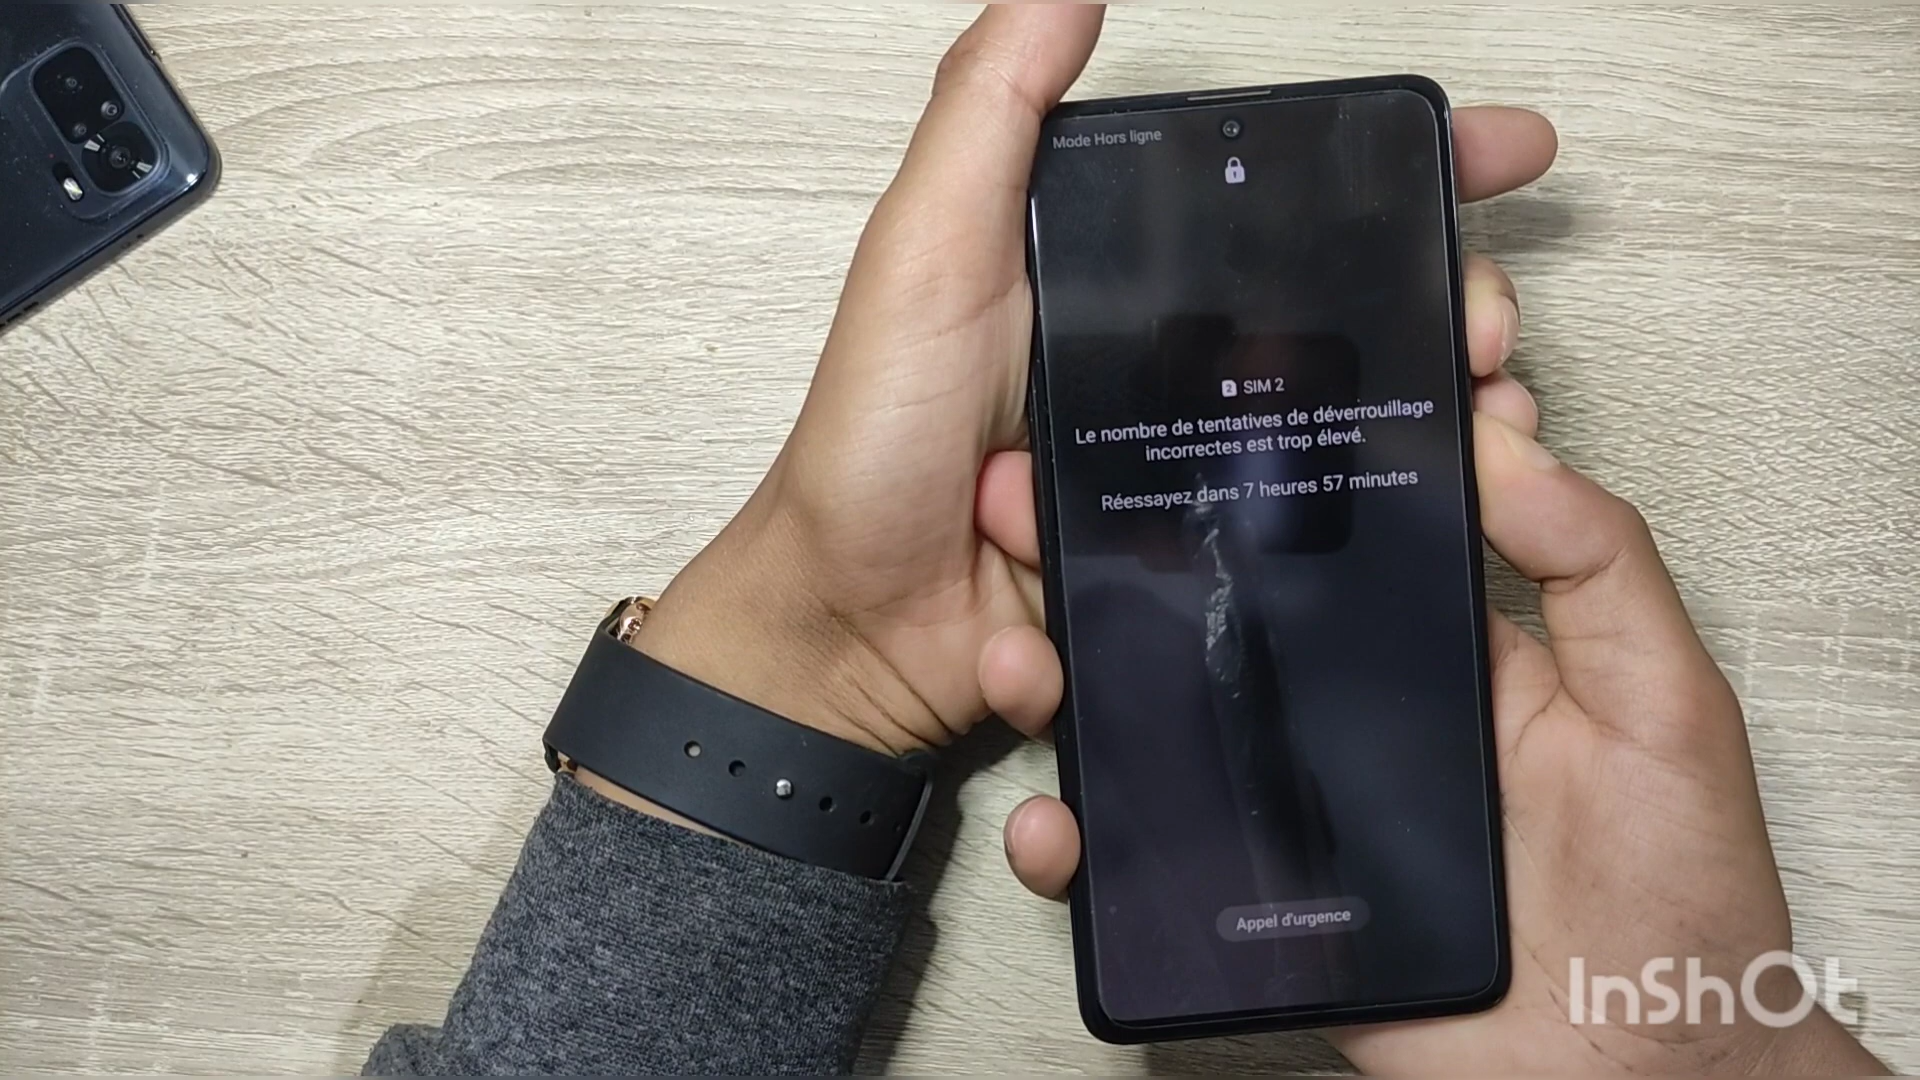 Mode Hors ligne
2 SIM 2
Le nombre de tentatives de déverrouillage
incorrectes est trop élevé.
Réessayez dans 7 heures 57 minutes
Appel d'urgence
InShOt